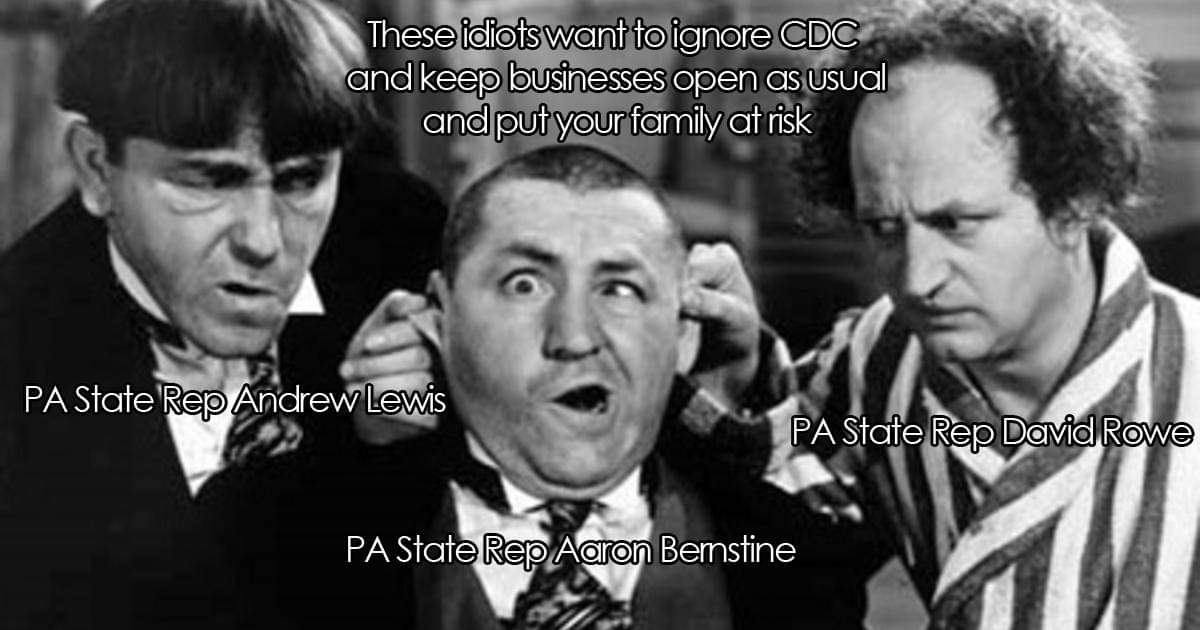 These idiots want to ignore CDC
and keep businesses open as usual
and put your family at risk
PA State Rep Andrew Lewis
PA State Rep David Rowe
PA State Rep Aaron Bernstine